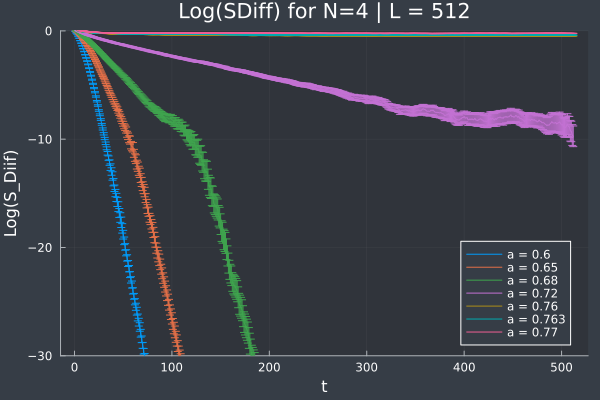 Log(SDiff) for N=4 | L = 512
0
−10
−20
−30
Log(S_Diif)
0
100
200
300
400
500
t
a = 0.6
a = 0.65
a = 0.68
a = 0.72
a = 0.76
a = 0.763
a = 0.77